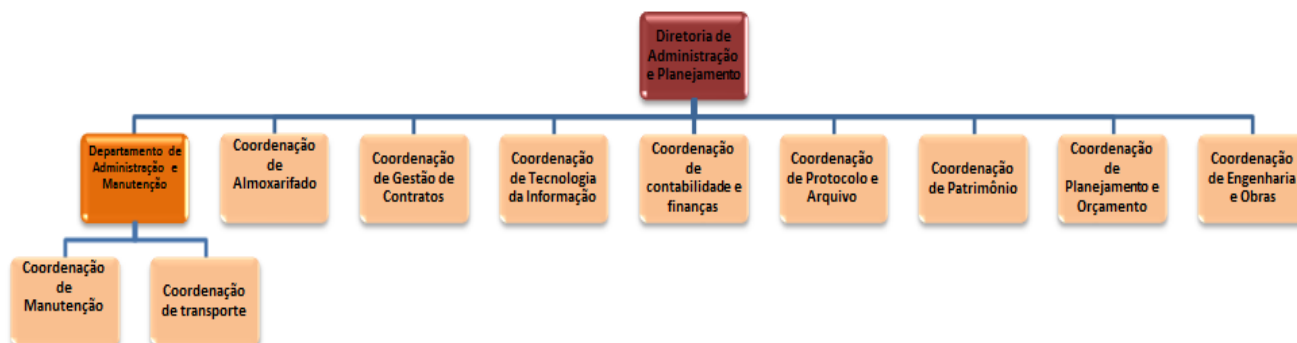 Diretoria de
Administração
e Planejamento
Departamento de
Administração e
Manutenção
Coordenação
de
Almoxarifado
Coordenação
de Gestão de
Contratos
Coordenação
de Tecnologia
da Informação
Coordenação
de
contabilidade e
finanças
Coordenação
de Protocolo e
Arquivo
Coordenação
de Patrimônio
Coordenação
de
Planejamento e
Orçamento
Coordenação
de Engenharia
e Obras
Coordenação
de
Manutenção
Coordenação
de transporte